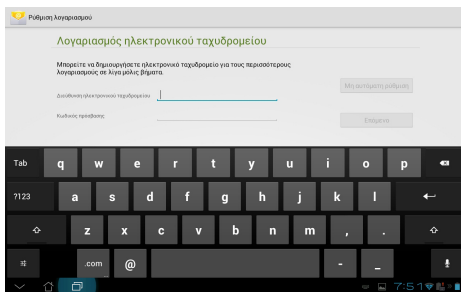 Ρύθμιση λογαριασμού
Λογαριασμός ηλεκτρονικού ταχυδρομείου
Μπορείτε να δημιουργήσετε ηλεκτρονικό ταχυδρομείο για τους περισσότερους
λογαριασμούς σε λίγα μόλις βήματα.
Μη αυτόματη ρύθμιση
Διεύθυνση ηλεκτρονικού ταχυδρομείου
Κωδικός πρόσβασης
Επόμενο
Tab q w e r t y u i o p
?123 a s d f g h j k l
z x c v b n m , .
.com @ - _
7:51